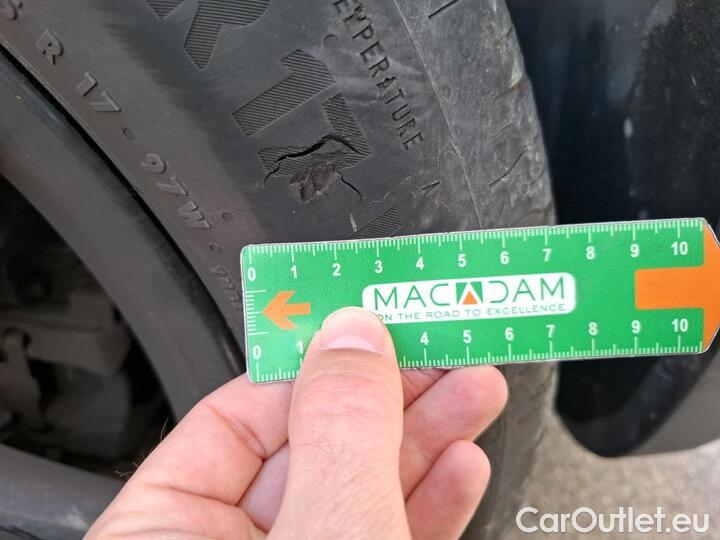 TEMPERATURE A
R17
S R 17 - 97W
0 1 2 3 4 5 6 7 8 9 10
MACADAM
ON THE ROAD TO EXCELLENCE
0 1 4 5 6 7 8 9 10
CarOutlet.eu